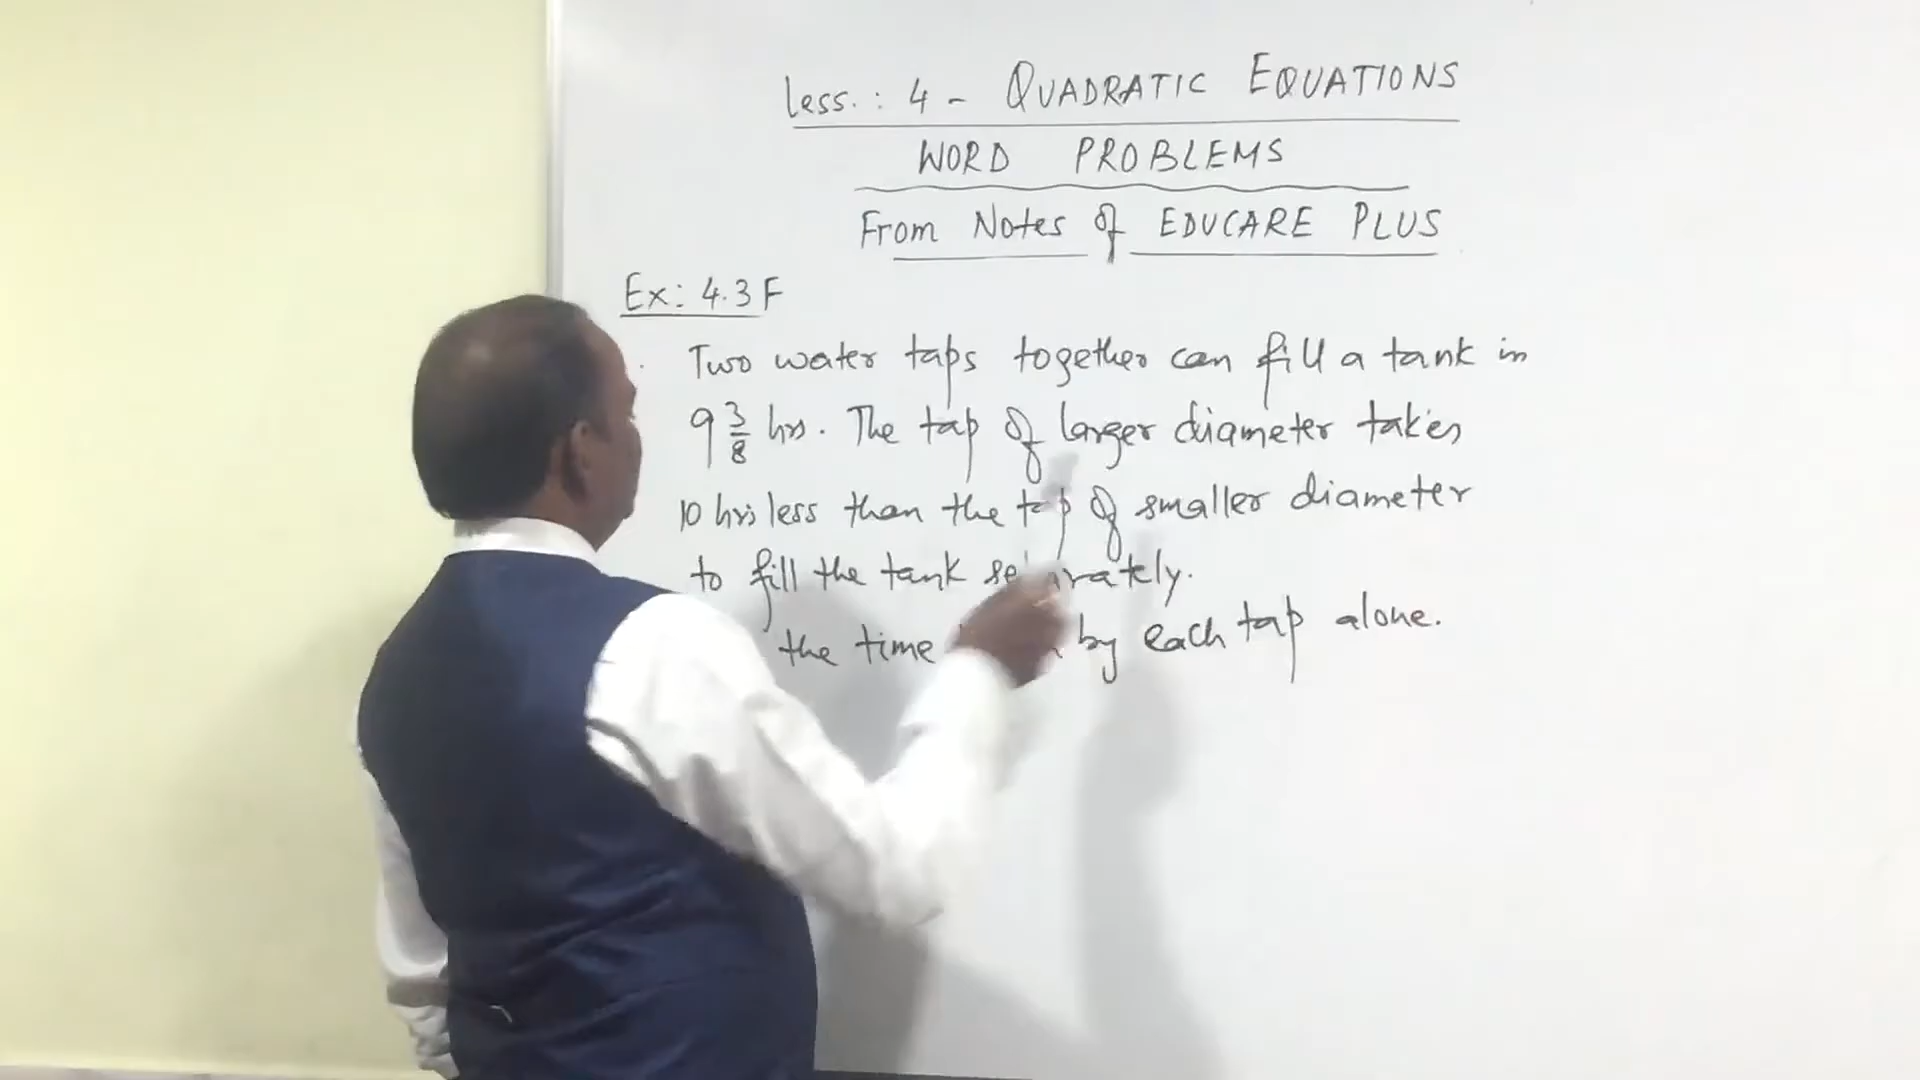 Less.: 4 - QUADRATIC EQUATIONS
WORD PROBLEMS
From Notes of EDUCARE PLUS
Ex: 4.3F
Two water taps together can fill a tank in
9 3/8 hrs. The tap of larger diameter takes
10 hrs less than the tap of smaller diameter
to fill the tank separately.
the time by each tap alone.